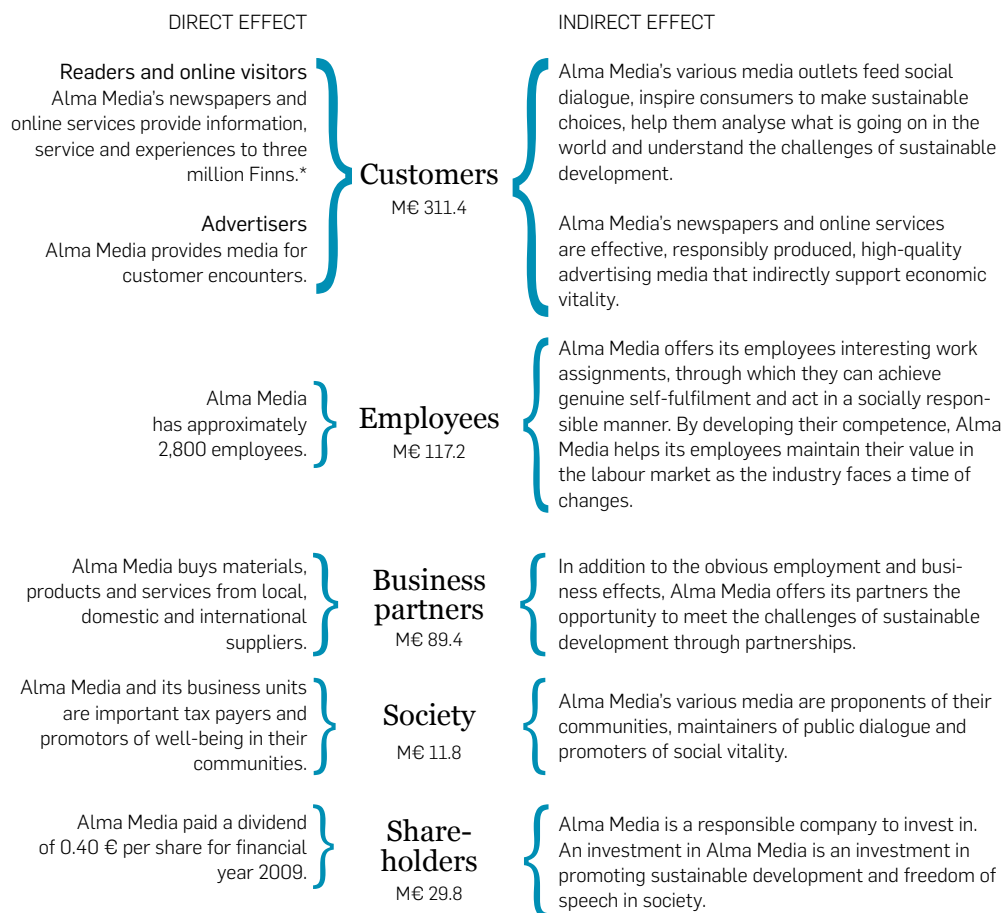 DIRECT EFFECT
INDIRECT EFFECT
Readers and online visitors
Alma Media's newspapers and
online services provide information,
service and experiences to three
million Finns.*
Advertisers
Alma Media provides media for
customer encounters.
Customers
M€ 311.4
Alma Media's various media outlets feed social
dialogue, inspire consumers to make sustainable
choices, help them analyse what is going on in the
world and understand the challenges of sustainable
development.
Alma Media's newspapers and online services
are effective, responsibly produced, high-quality
advertising media that indirectly support economic
vitality.
Alma Media
has approximately
2,800 employees.
Employees
M€ 117.2
Alma Media offers its employees interesting work
assignments, through which they can achieve
genuine self-fulfilment and act in a socially respon-
sible manner. By developing their competence, Alma
Media helps its employees maintain their value in
the labour market as the industry faces a time of
changes.
Alma Media buys materials,
products and services from local,
domestic and international
suppliers.
Business
partners
M€ 89.4
In addition to the obvious employment and busi-
ness effects, Alma Media offers its partners the
opportunity to meet the challenges of sustainable
development through partnerships.
Alma Media and its business units
are important tax payers and
promotors of well-being in their
communities.
Society
M€ 11.8
Alma Media's various media are proponents of their
communities, maintainers of public dialogue and
promoters of social vitality.
Alma Media paid a dividend
of 0.40 € per share for financial
year 2009.
Share-
holders
M€ 29.8
Alma Media is a responsible company to invest in.
An investment in Alma Media is an investment in
promoting sustainable development and freedom of
speech in society.